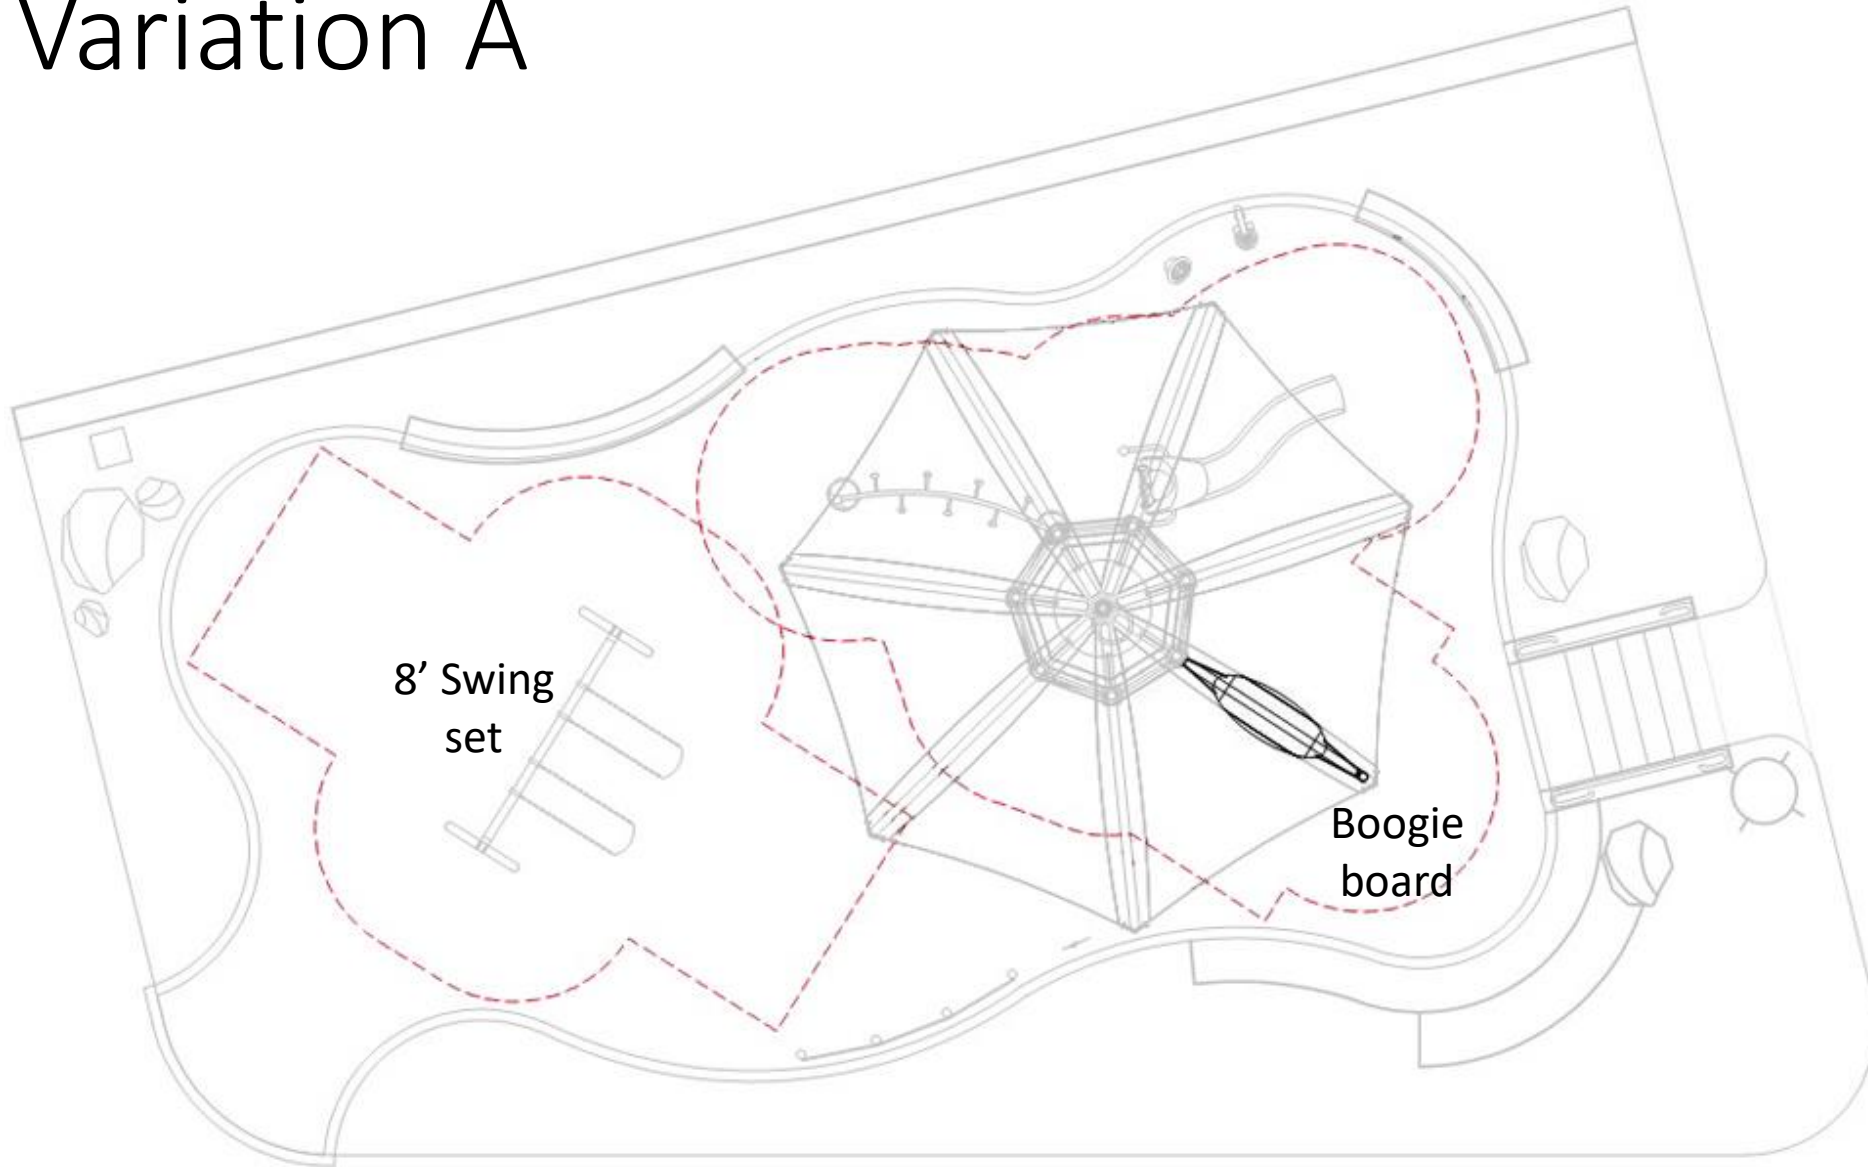 Variation A
8’ Swing
set
Boogie
board